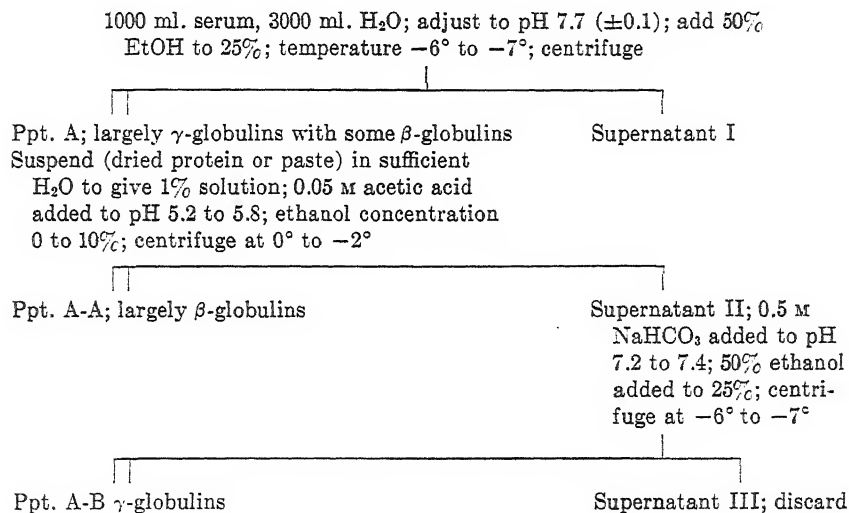 1000 ml. serum, 3000 ml. H₂O; adjust to pH 7.7 (±0.1); add 50%
EtOH to 25%; temperature −6° to −7°; centrifuge
Ppt. A; largely γ-globulins with some β-globulins
Suspend (dried protein or paste) in sufficient
H₂O to give 1% solution; 0.05 M acetic acid
added to pH 5.2 to 5.8; ethanol concentration
0 to 10%; centrifuge at 0° to −2°
Supernatant I
Ppt. A-A; largely β-globulins
Supernatant II; 0.5 M
NaHCO₃ added to pH
7.2 to 7.4; 50% ethanol
added to 25%; centri-
fuge at −6° to −7°
Ppt. A-B γ-globulins
Supernatant III; discard